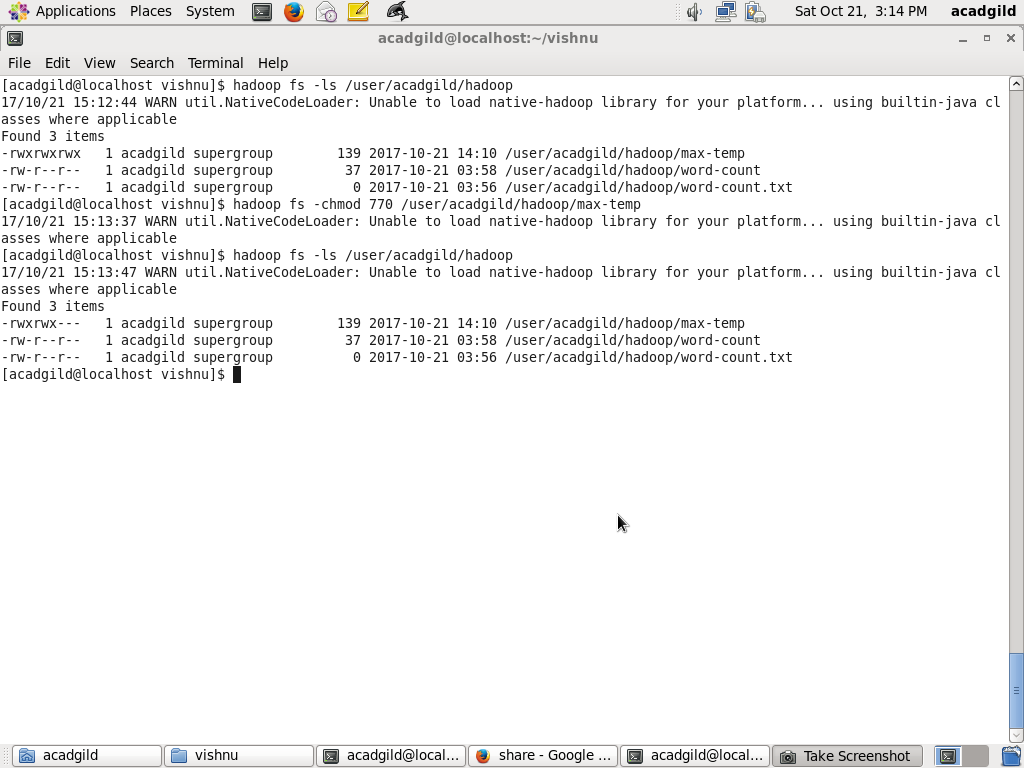 Applications Places System Sat Oct 21, 3:14 PM acadgild
acadgild@localhost:~/vishnu
File Edit View Search Terminal Help
[acadgild@localhost vishnu]$ hadoop fs -ls /user/acadgild/hadoop
17/10/21 15:12:44 WARN util.NativeCodeLoader: Unable to load native-hadoop library for your platform... using builtin-java cl
asses where applicable
Found 3 items
-rwxrwxrwx   1 acadgild supergroup        139 2017-10-21 14:10 /user/acadgild/hadoop/max-temp
-rw-r--r--   1 acadgild supergroup         37 2017-10-21 03:58 /user/acadgild/hadoop/word-count
-rw-r--r--   1 acadgild supergroup          0 2017-10-21 03:56 /user/acadgild/hadoop/word-count.txt
[acadgild@localhost vishnu]$ hadoop fs -chmod 770 /user/acadgild/hadoop/max-temp
17/10/21 15:13:37 WARN util.NativeCodeLoader: Unable to load native-hadoop library for your platform... using builtin-java cl
asses where applicable
[acadgild@localhost vishnu]$ hadoop fs -ls /user/acadgild/hadoop
17/10/21 15:13:47 WARN util.NativeCodeLoader: Unable to load native-hadoop library for your platform... using builtin-java cl
asses where applicable
Found 3 items
-rwxrwx---   1 acadgild supergroup        139 2017-10-21 14:10 /user/acadgild/hadoop/max-temp
-rw-r--r--   1 acadgild supergroup         37 2017-10-21 03:58 /user/acadgild/hadoop/word-count
-rw-r--r--   1 acadgild supergroup          0 2017-10-21 03:56 /user/acadgild/hadoop/word-count.txt
[acadgild@localhost vishnu]$
acadgild vishnu acadgild@local... share - Google ... acadgild@local... Take Screenshot